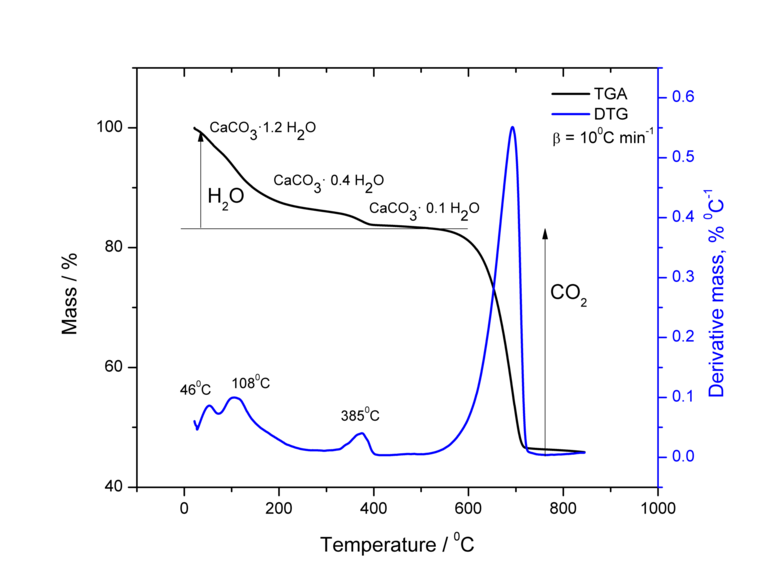 TGA
DTG
β = 10⁰C min⁻¹
CaCO₃·1.2 H₂O
CaCO₃· 0.4 H₂O
CaCO₃· 0.1 H₂O
H₂O
CO₂
46⁰C
108⁰C
385⁰C
Mass / %
100
80
60
40
0
200
400
600
800
1000
Temperature / ⁰C
0.6
0.5
0.4
0.3
0.2
0.1
0.0
Derivative mass, % ⁰C⁻¹